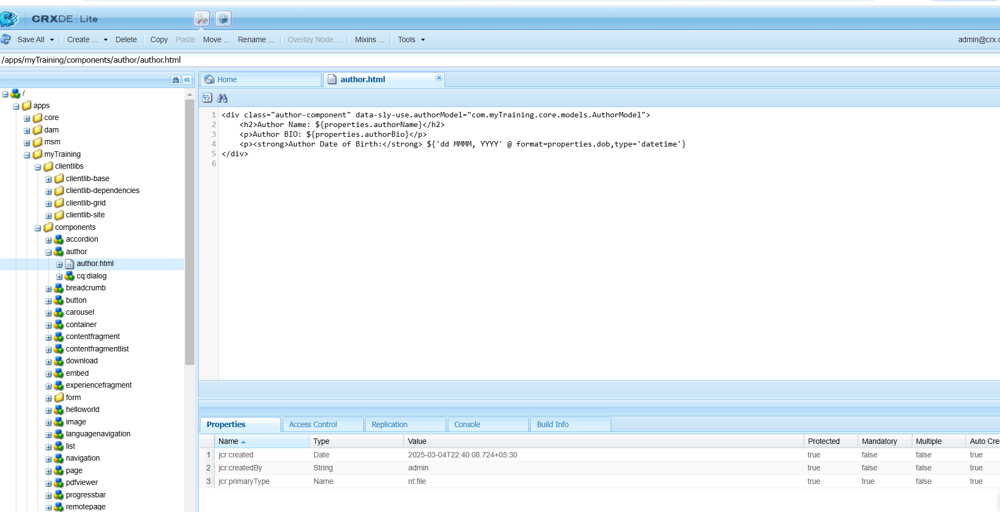 CRXDE | Lite
Save All Create ... Delete Copy Paste Move ... Rename ... Overlay Node ... Mixins ... Tools admin@crx.
/apps/myTraining/components/author/author.html
Home author.html
/
apps
core
dam
msm
myTraining
clientlibs
clientlib-base
clientlib-dependencies
clientlib-grid
clientlib-site
components
accordion
author
author.html
cq:dialog
breadcrumb
button
carousel
container
contentfragment
contentfragmentlist
download
embed
experiencefragment
form
helloworld
image
languagenavigation
list
navigation
page
pdfviewer
progressbar
remotepage
1 <div class="author-component" data-sly-use.authorModel="com.myTraining.core.models.AuthorModel">
2 <h2>Author Name: ${properties.authorName}</h2>
3 <p>Author BIO: ${properties.authorBio}</p>
4 <p><strong>Author Date of Birth:</strong> ${'dd MMMM, YYYY' @ format=properties.dob,type='datetime'}
5 </div>
6
Properties Access Control Replication Console Build Info
Name Type Value Protected Mandatory Multiple Auto Cre
1 jcr:created Date 2025-03-04T22:40:08.724+05:30 true false false true
2 jcr:createdBy String admin true false false true
3 jcr:primaryType Name nt:file true true false true